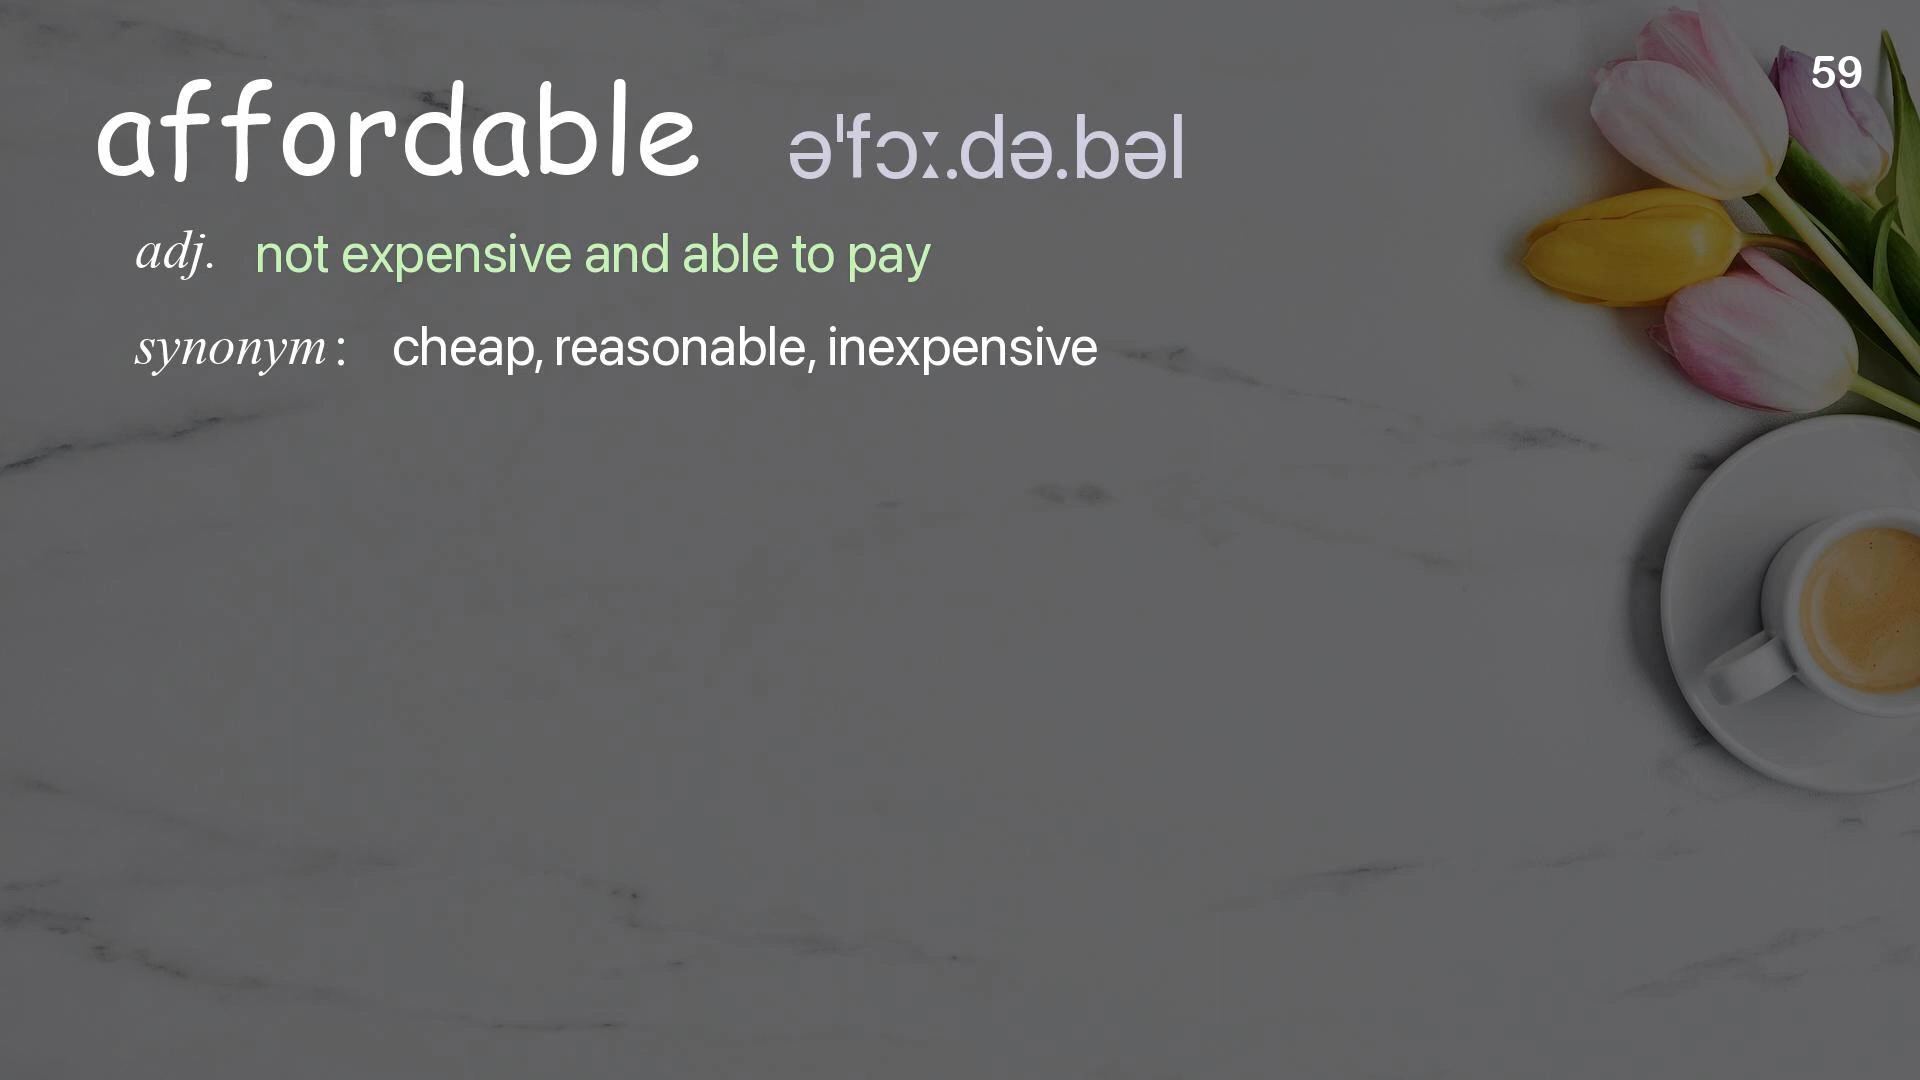 59
affordable əˈfɔː.də.bəl
adj. not expensive and able to pay
synonym: cheap, reasonable, inexpensive